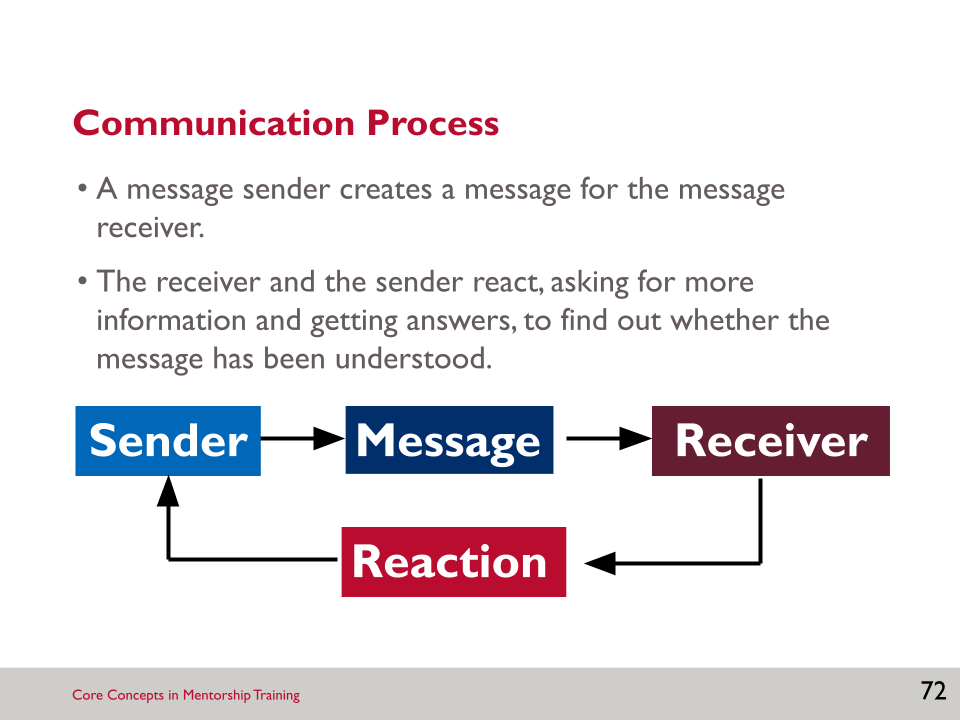 Communication Process
• A message sender creates a message for the message
receiver.
• The receiver and the sender react, asking for more
information and getting answers, to find out whether the
message has been understood.
Sender
Message
Receiver
Reaction
Core Concepts in Mentorship Training
72